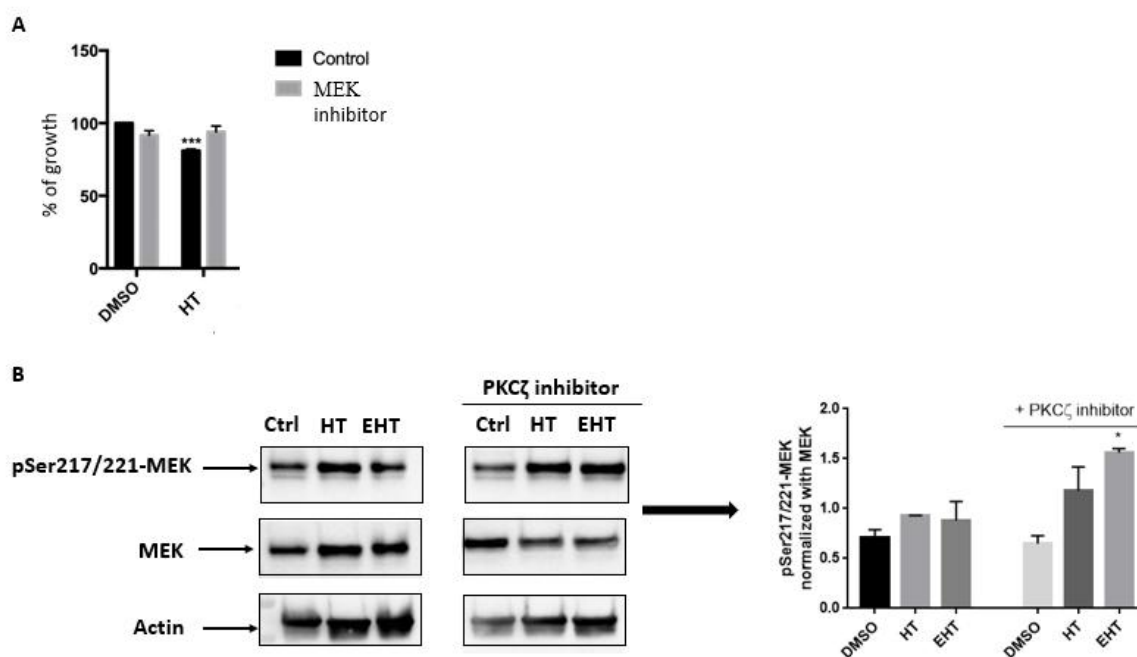 A
150
100
50
0
% of growth
***
DMSO
HT
Control
MEK
inhibitor
B
PKCζ inhibitor
Ctrl HT EHT
Ctrl HT EHT
pSer217/221-MEK
MEK
Actin
pSer217/221-MEK
normalized with MEK
2.0
1.5
1.0
0.5
0.0
+ PKCζ inhibitor
*
DMSO
HT
EHT
DMSO
HT
EHT